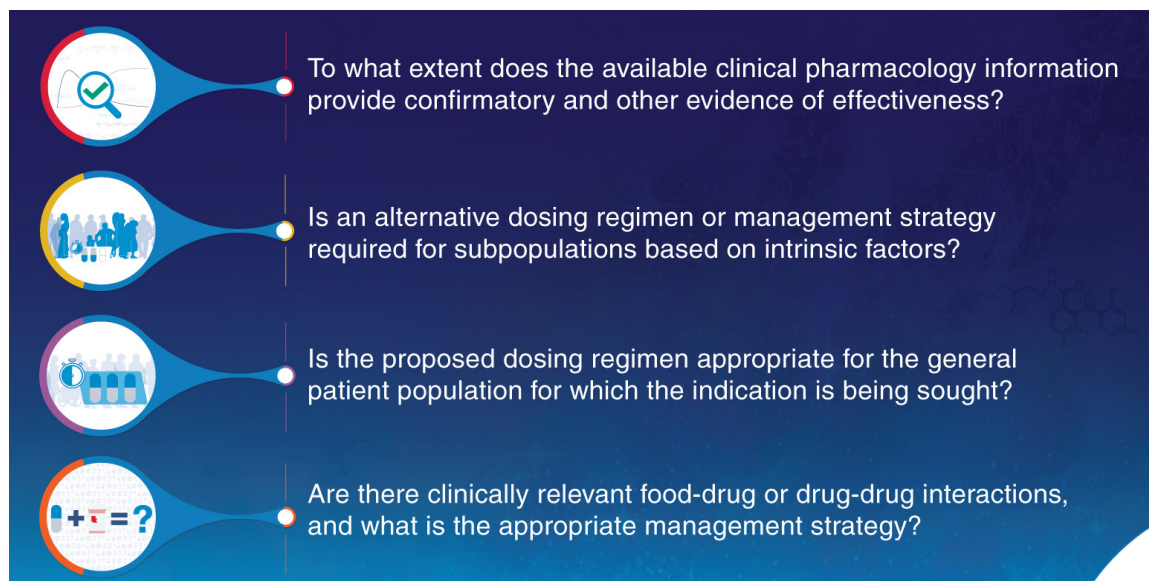 To what extent does the available clinical pharmacology information
provide confirmatory and other evidence of effectiveness?
Is an alternative dosing regimen or management strategy
required for subpopulations based on intrinsic factors?
Is the proposed dosing regimen appropriate for the general
patient population for which the indication is being sought?
+ = ?
Are there clinically relevant food-drug or drug-drug interactions,
and what is the appropriate management strategy?